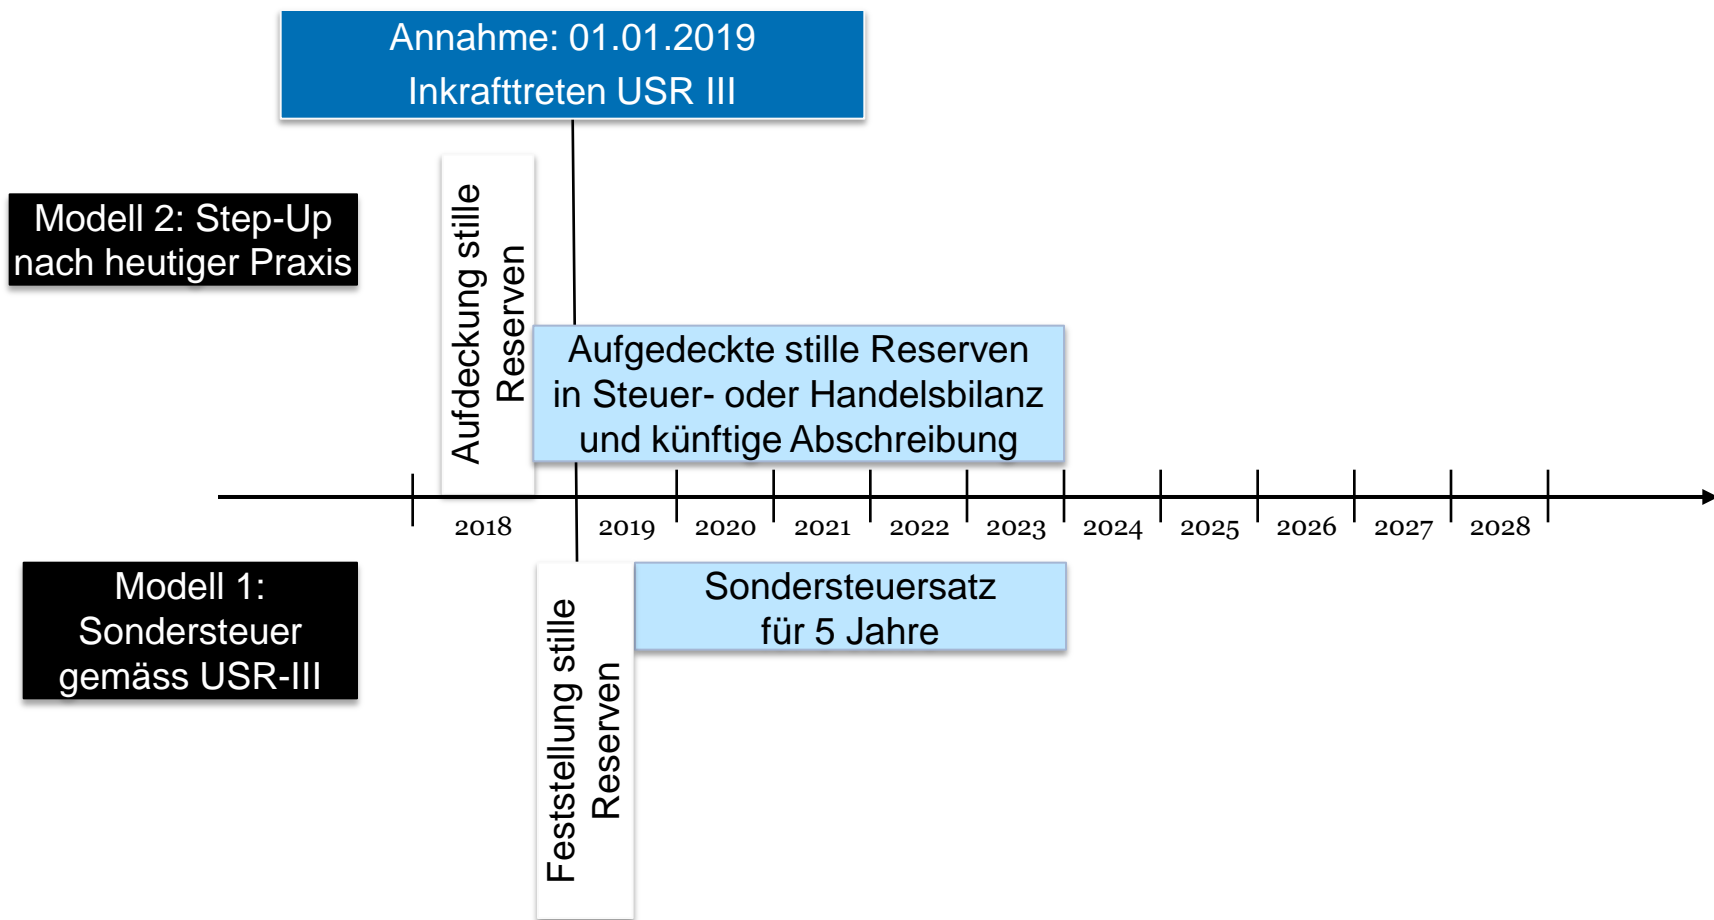 Annahme: 01.01.2019
Inkrafttreten USR III
Modell 2: Step-Up
nach heutiger Praxis
Aufdeckung stille
Reserven
Aufgedeckte stille Reserven
in Steuer- oder Handelsbilanz
und künftige Abschreibung
2018 2019 2020 2021 2022 2023 2024 2025 2026 2027 2028
Modell 1:
Sondersteuer
gemäss USR-III
Feststellung stille
Reserven
Sondersteuersatz
für 5 Jahre